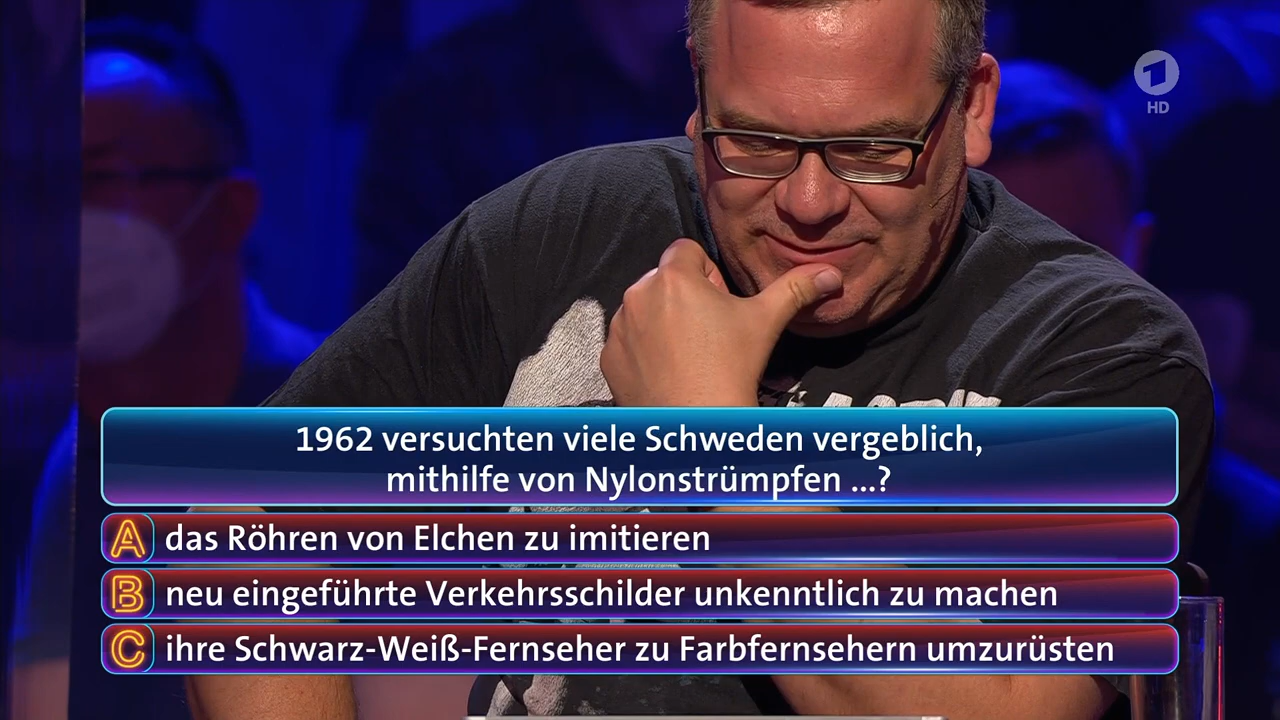 HD
1962 versuchten viele Schweden vergeblich,
mithilfe von Nylonstrümpfen ...?
A das Röhren von Elchen zu imitieren
B neu eingeführte Verkehrsschilder unkenntlich zu machen
C ihre Schwarz-Weiß-Fernseher zu Farbfernsehern umzurüsten